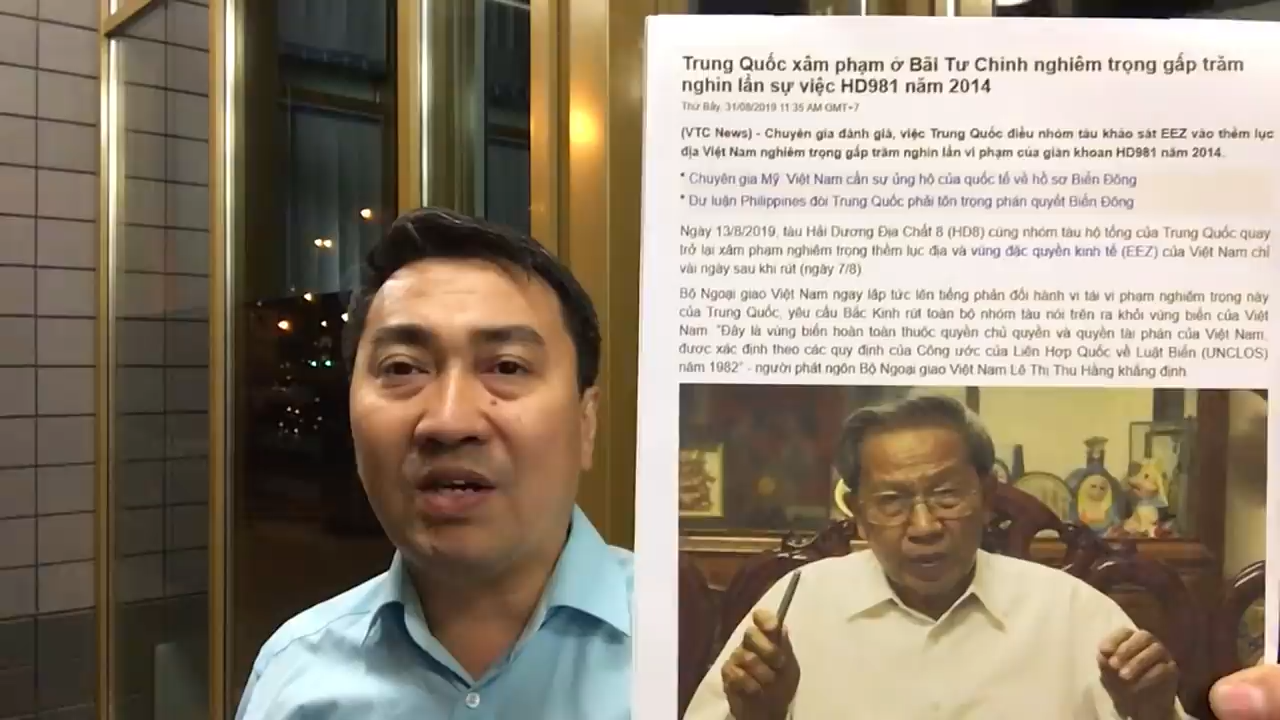 Trung Quốc xâm phạm ở Bãi Tư Chinh nghiêm trọng gấp trăm
nghìn lần sự việc HD981 năm 2014
Thứ Bảy, 31/08/2019 11:35 AM GMT+7
(VTC News) - Chuyên gia đánh giá, việc Trung Quốc điều nhóm tàu khảo sát EEZ vào thềm lục
địa Việt Nam nghiêm trọng gấp trăm nghìn lần vi phạm của giàn khoan HD981 năm 2014.
* Chuyên gia Mỹ: Việt Nam cần sự ủng hộ của quốc tế về hồ sơ Biển Đông
* Dư luận Philippines đòi Trung Quốc phải tôn trọng phán quyết Biển Đông
Ngày 13/8/2019, tàu Hải Dương Địa Chất 8 (HD8) cùng nhóm tàu hộ tống của Trung Quốc quay
trở lại xâm phạm nghiêm trọng thềm lục địa và vùng đặc quyền kinh tế (EEZ) của Việt Nam chỉ
vài ngày sau khi rút (ngày 7/8).
Bộ Ngoại giao Việt Nam ngay lập tức lên tiếng phản đối hành vi tái vi phạm nghiêm trọng này
của Trung Quốc, yêu cầu Bắc Kinh rút toàn bộ nhóm tàu nói trên ra khỏi vùng biển của Việt
Nam. "Đây là vùng biển hoàn toàn thuộc quyền chủ quyền và quyền tài phán của Việt Nam,
được xác định theo các quy định của Công ước của Liên Hợp Quốc về Luật Biển (UNCLOS)
năm 1982" - người phát ngôn Bộ Ngoại giao Việt Nam Lê Thị Thu Hằng khẳng định.